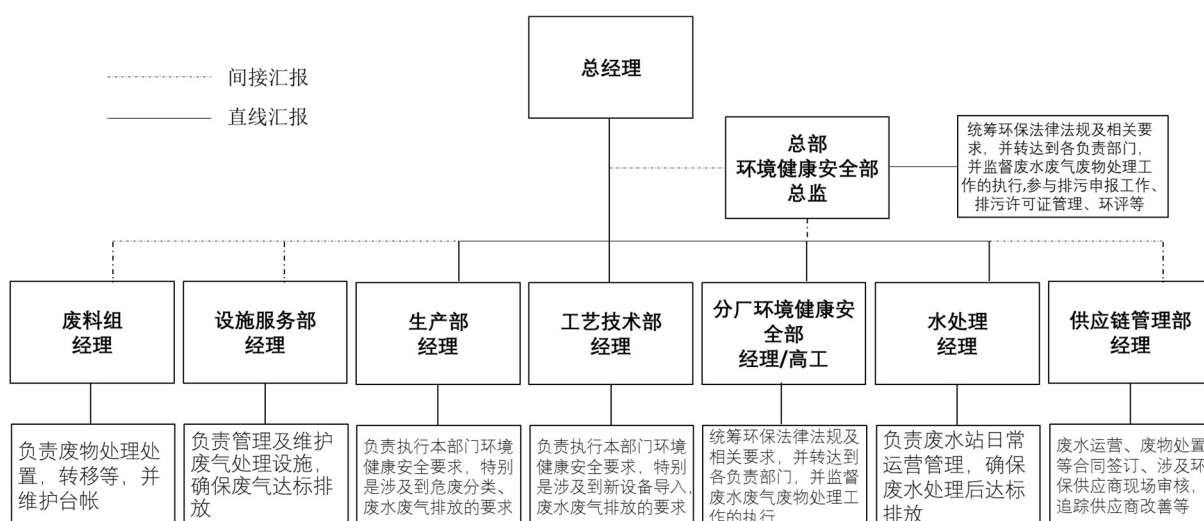 总经理
间接汇报
直线汇报
总部
环境健康安全部
总监
统筹环保法律法规及相关要
求，并转达到各负责部门，
并监督废水废气废物处理工
作的执行,参与排污申报工作、
排污许可证管理、环评等
废料组
经理
设施服务部
经理
生产部
经理
工艺技术部
经理
分厂环境健康安
全部
经理/高工
水处理
经理
供应链管理部
经理
负责废物处理处
置，转移等，并
维护台帐
负责管理及维护
废气处理设施，
确保废气达标排
放
负责执行本部门环境
健康安全要求，特别
是涉及到危废分类、
废水废气排放的要求
负责执行本部门环境
健康安全要求，特别
是涉及到新设备导入，
废水废气排放的要求
统筹环保法律法规及
相关要求，并转达到
各负责部门，并监督
废水废气废物处理工
作的执行
负责废水站日常
运营管理，确保
废水处理后达标
排放
废水运营、废物处置
等合同签订、涉及环
保供应商现场审核，
追踪供应商改善等